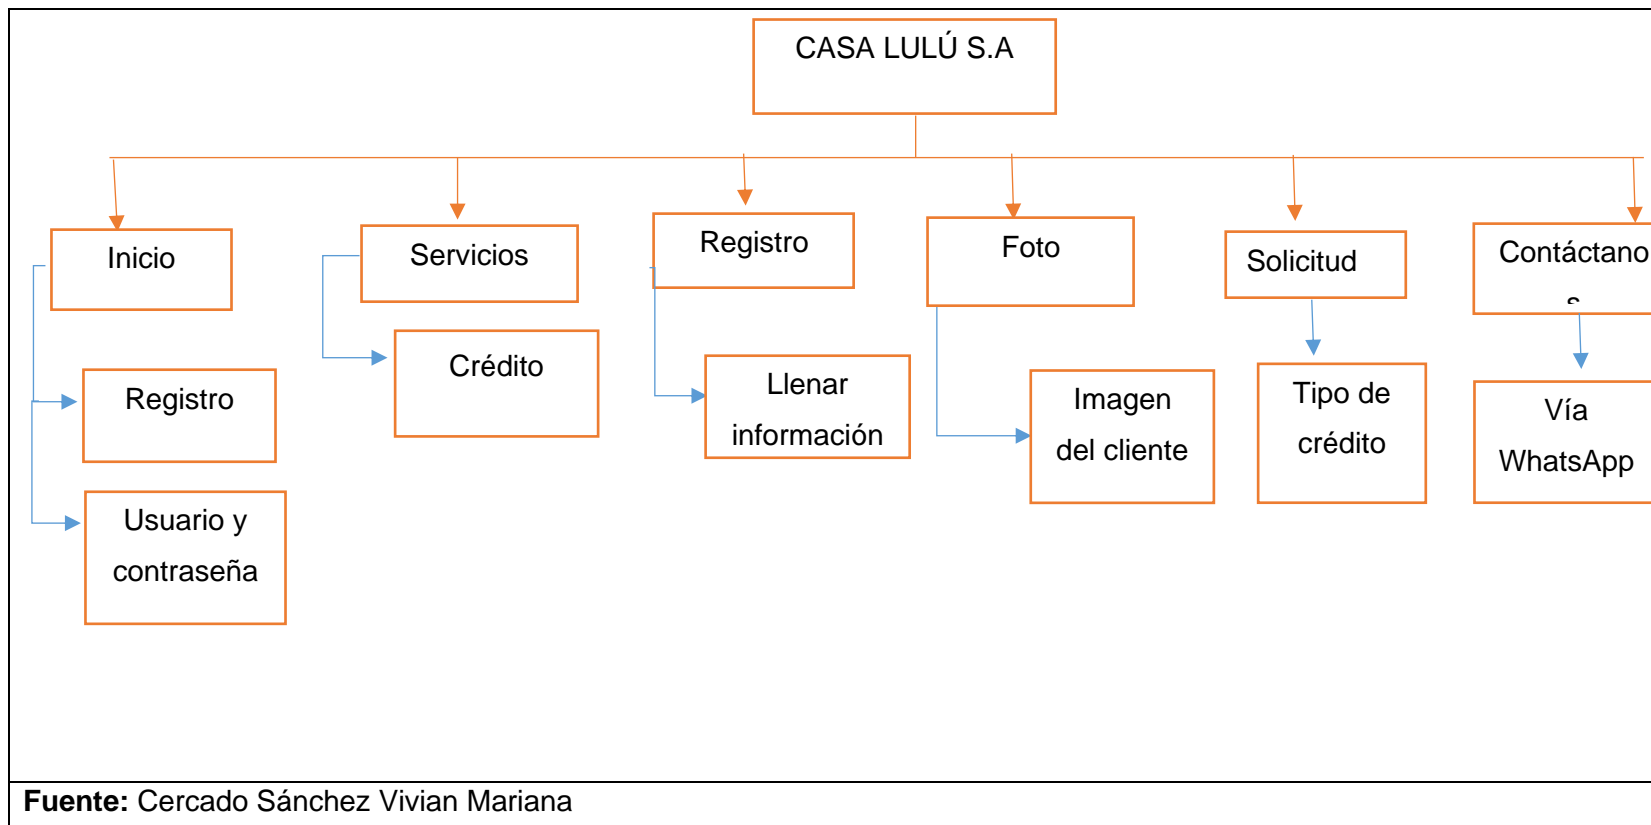 CASA LULÚ S.A
Inicio
Servicios
Registro
Foto
Solicitud
Contáctano
s
Registro
Crédito
Llenar
información
Imagen
del cliente
Tipo de
crédito
Vía
WhatsApp
Usuario y
contraseña
Fuente: Cercado Sánchez Vivian Mariana